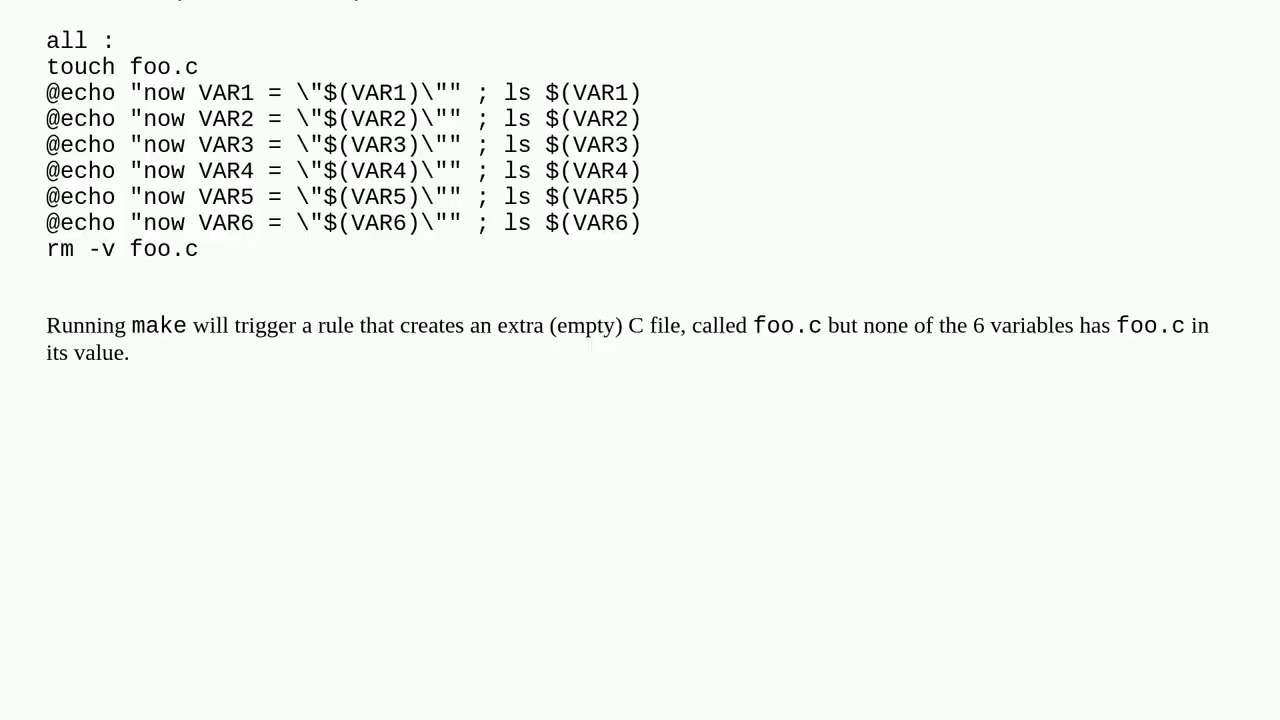 all :
touch foo.c
@echo "now VAR1 = \"$(VAR1)\"" ; ls $(VAR1)
@echo "now VAR2 = \"$(VAR2)\"" ; ls $(VAR2)
@echo "now VAR3 = \"$(VAR3)\"" ; ls $(VAR3)
@echo "now VAR4 = \"$(VAR4)\"" ; ls $(VAR4)
@echo "now VAR5 = \"$(VAR5)\"" ; ls $(VAR5)
@echo "now VAR6 = \"$(VAR6)\"" ; ls $(VAR6)
rm -v foo.c
Running make will trigger a rule that creates an extra (empty) C file, called foo.c but none of the 6 variables has foo.c in
its value.